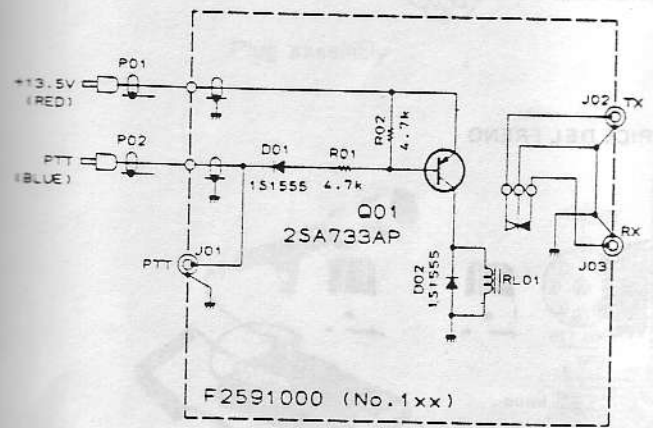 P01
+13.5V
(RED)
P02
PTT
(BLUE)
D01
1S1555
R01
4.7k
R02
4.7k
Q01
2SA733AP
J01
PTT
D02
1S1555
RL01
J02
TX
RX
J03
F2591000 (No.1xx)